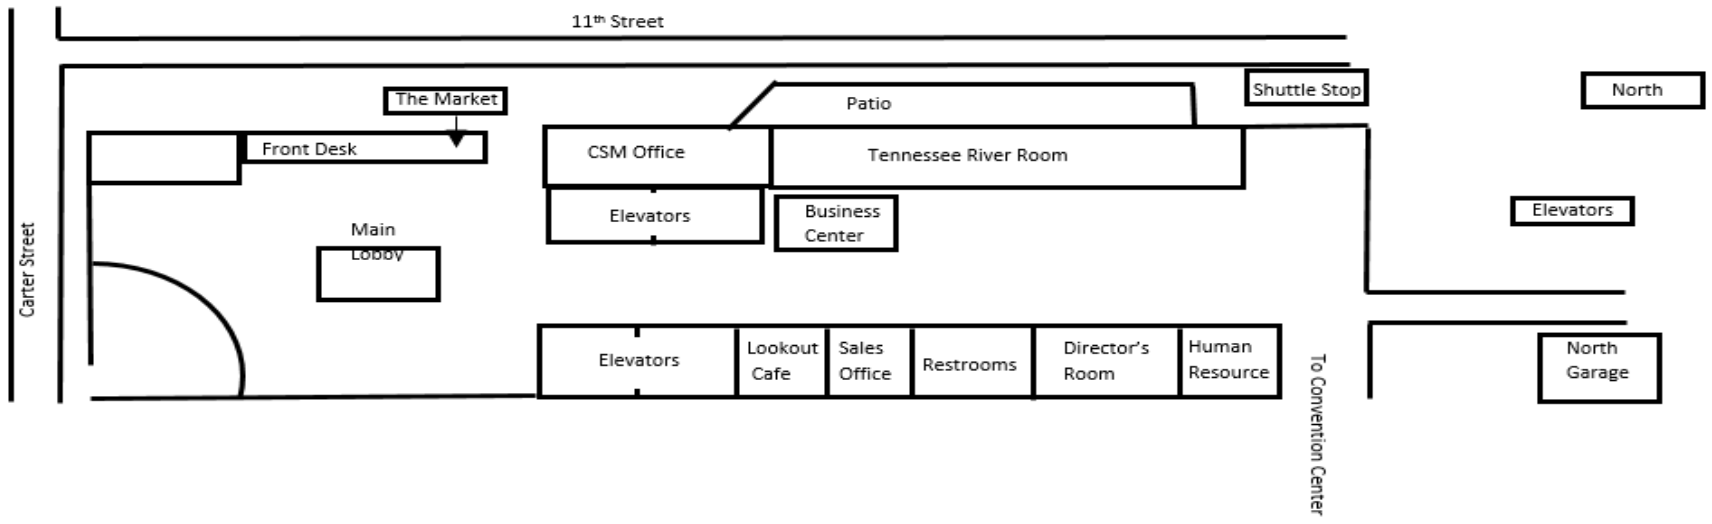 11th Street
The Market
Patio
Shuttle Stop
North
Front Desk
CSM Office
Tennessee River Room
Elevators
Business
Center
Elevators
Main
Lobby
Carter Street
Elevators
Lookout
Cafe
Sales
Office
Restrooms
Director’s
Room
Human
Resource
To Convention Center
North
Garage